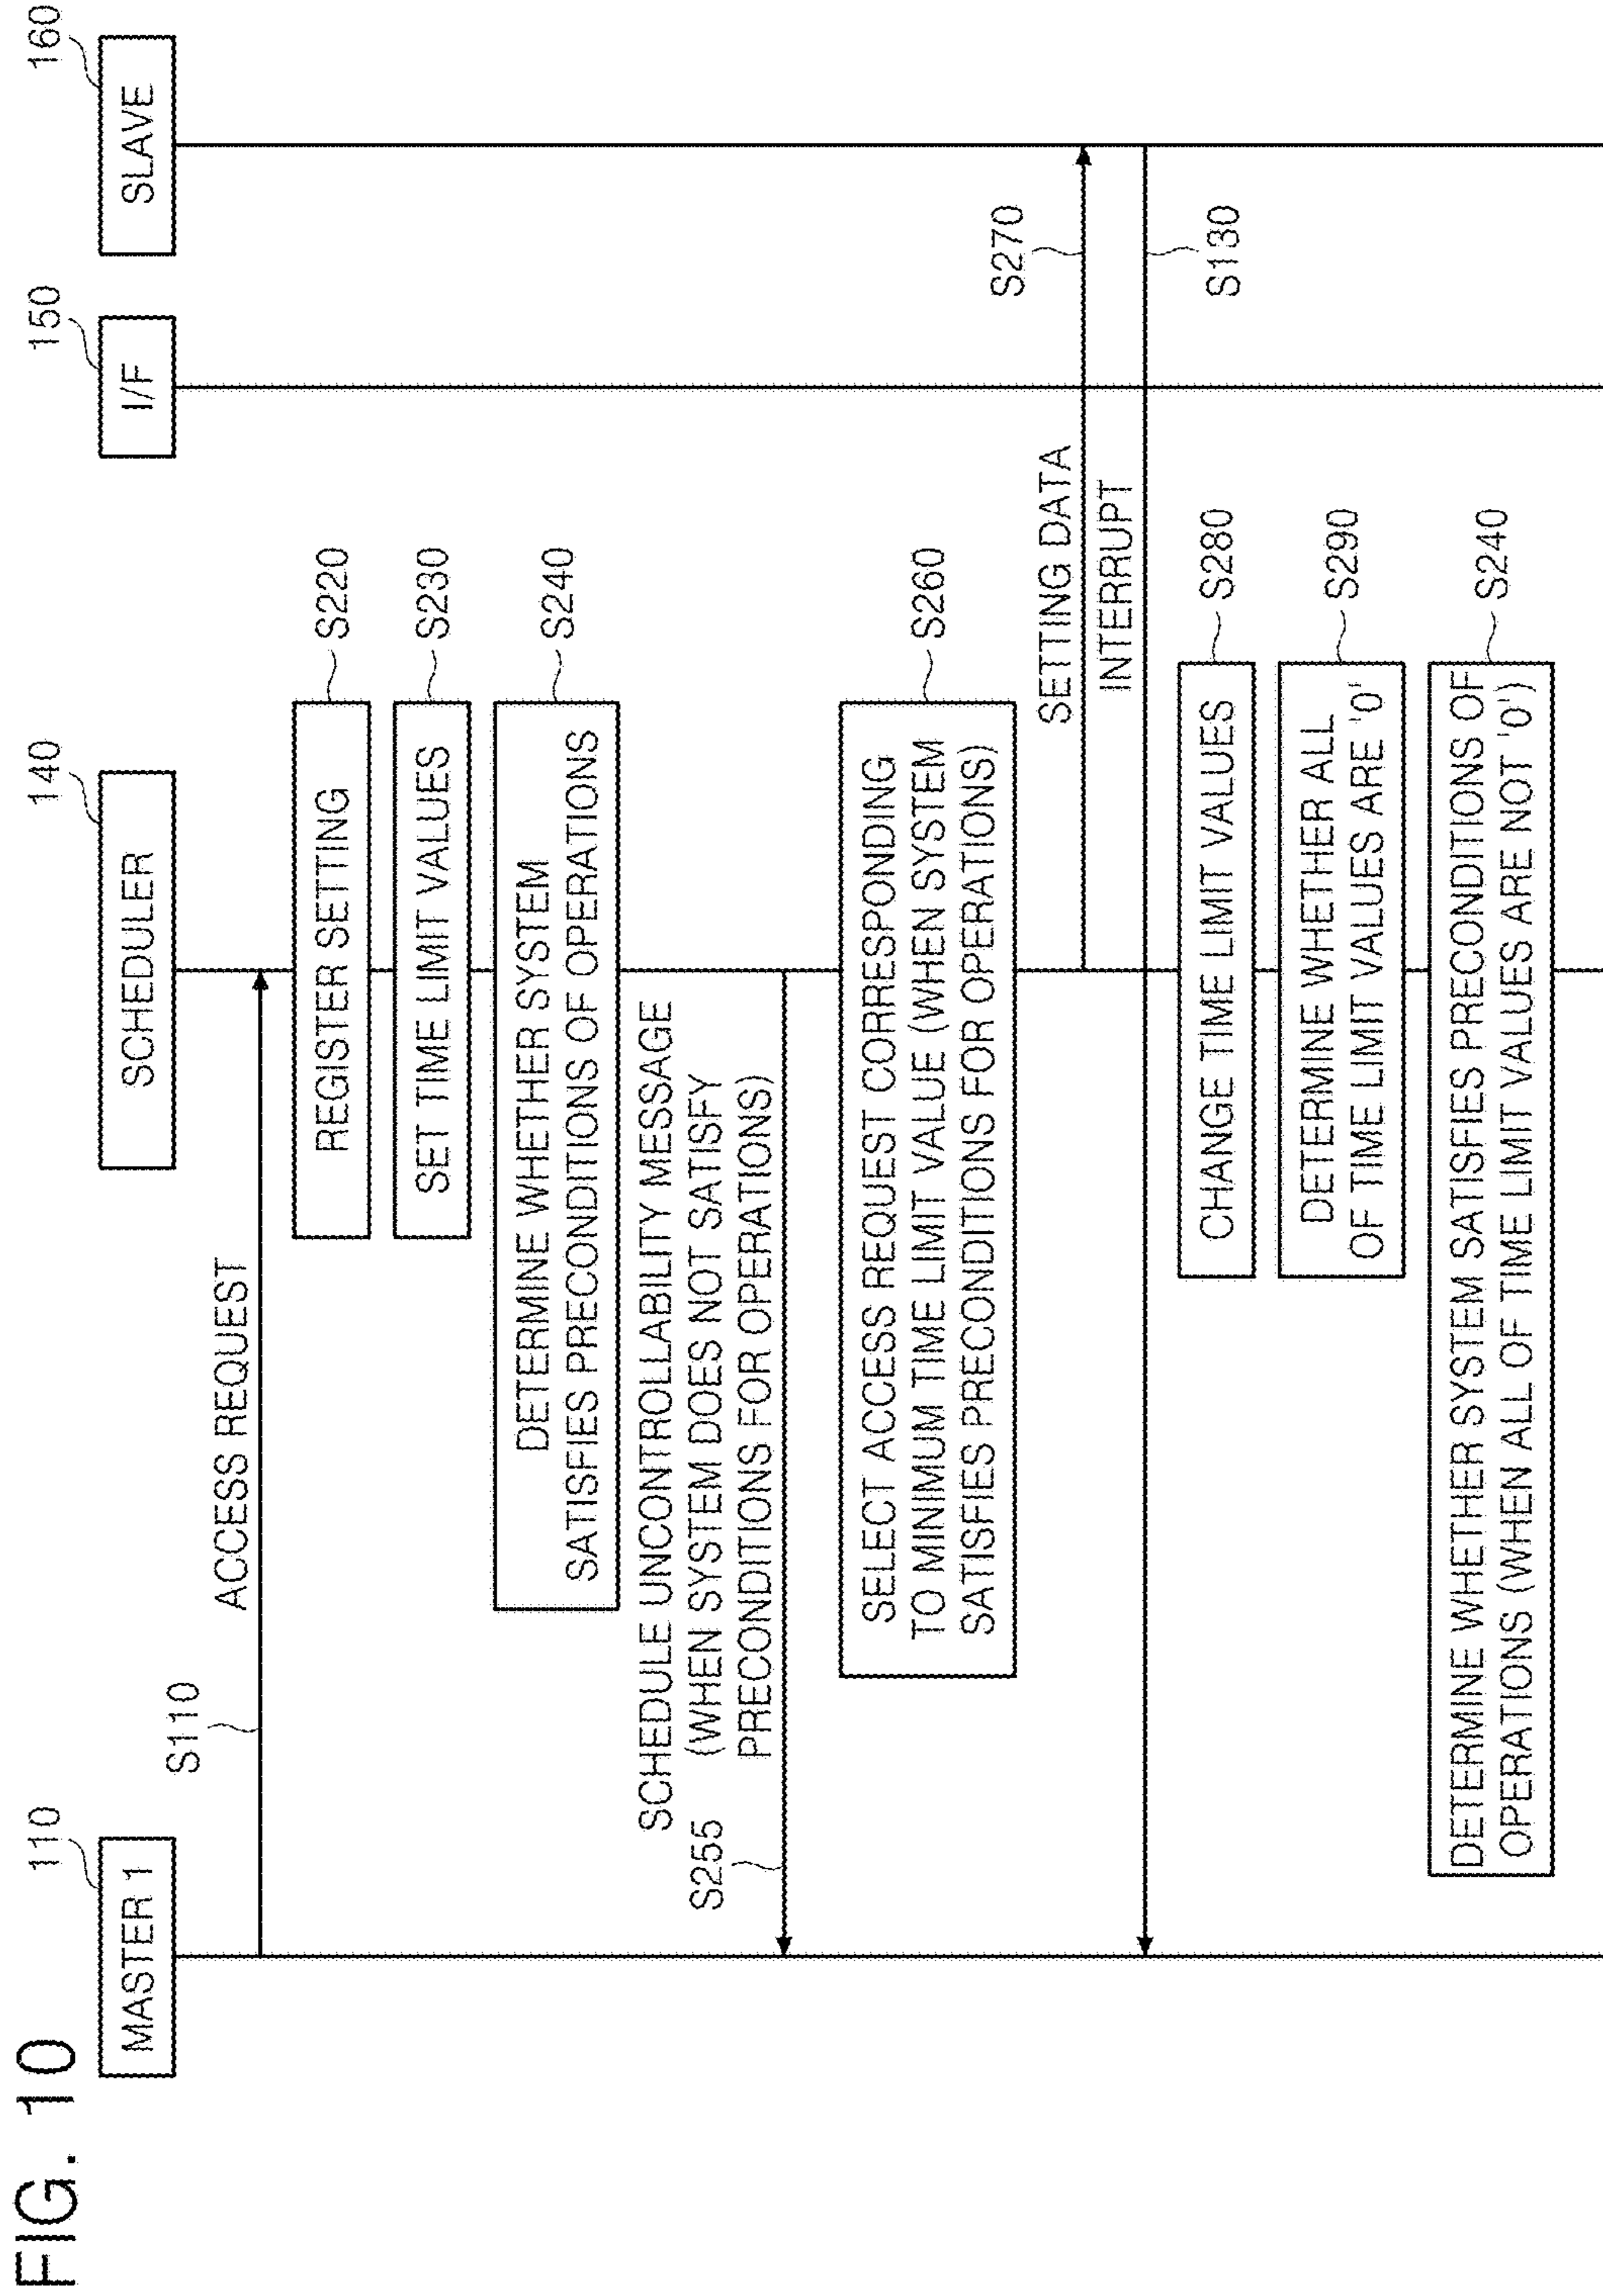 FIG. 10
110
MASTER 1
140
SCHEDULER
150
I/F
160
SLAVE
S110
ACCESS REQUEST
REGISTER SETTING
S220
SET TIME LIMIT VALUES
S230
DETERMINE WHETHER SYSTEM
SATISFIES PRECONDITIONS OF OPERATIONS
S240
SCHEDULE UNCONTROLLABILITY MESSAGE
S255
(WHEN SYSTEM DOES NOT SATISFY
PRECONDITIONS FOR OPERATIONS)
SELECT ACCESS REQUEST CORRESPONDING
TO MINIMUM TIME LIMIT VALUE (WHEN SYSTEM
SATISFIES PRECONDITIONS FOR OPERATIONS)
S260
SETTING DATA
S270
INTERRUPT
S130
CHANGE TIME LIMIT VALUES
S280
DETERMINE WHETHER ALL
OF TIME LIMIT VALUES ARE '0'
S290
DETERMINE WHETHER SYSTEM SATISFIES PRECONDITIONS OF
OPERATIONS (WHEN ALL OF TIME LIMIT VALUES ARE NOT '0')
S240